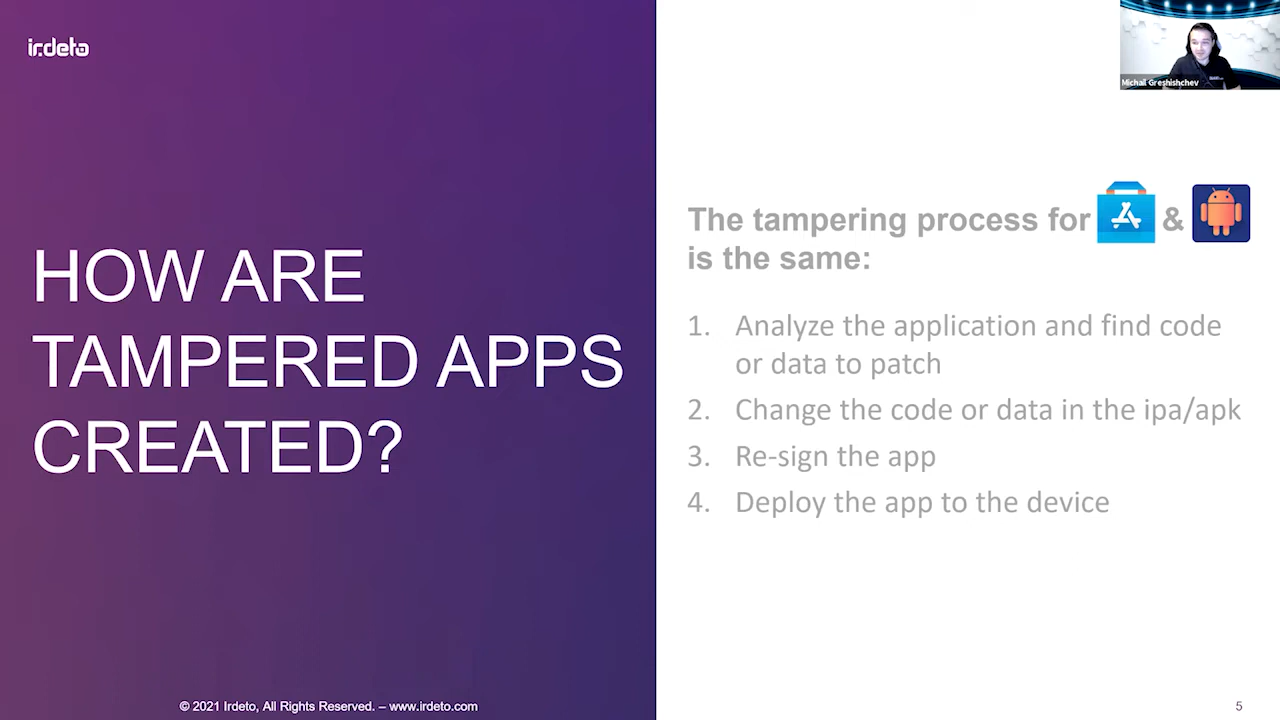 irdeto
Michail Greshishchev
HOW ARE
TAMPERED APPS
CREATED?
The tampering process for &
is the same:
1. Analyze the application and find code
or data to patch
2. Change the code or data in the ipa/apk
3. Re-sign the app
4. Deploy the app to the device
© 2021 Irdeto, All Rights Reserved. – www.irdeto.com
5